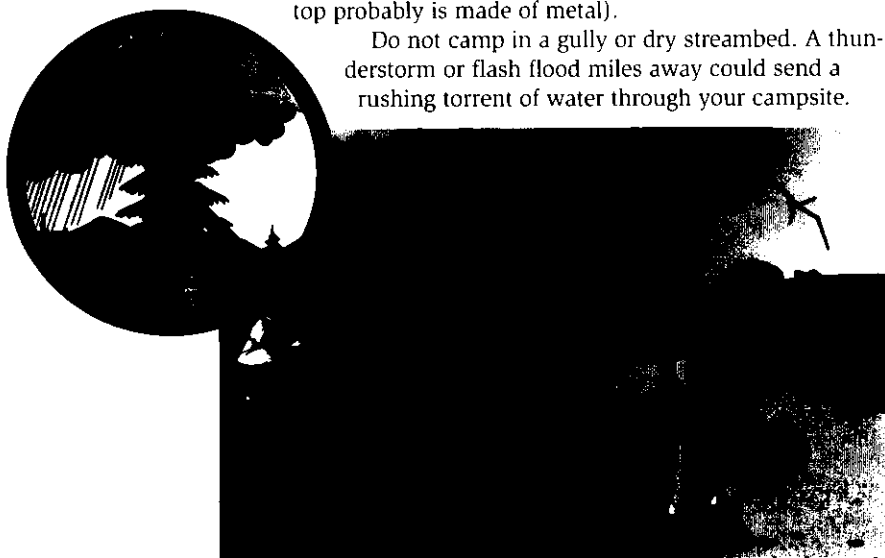 top probably is made of metal).
Do not camp in a gully or dry streambed. A thun-
derstorm or flash flood miles away could send a
rushing torrent of water through your campsite.